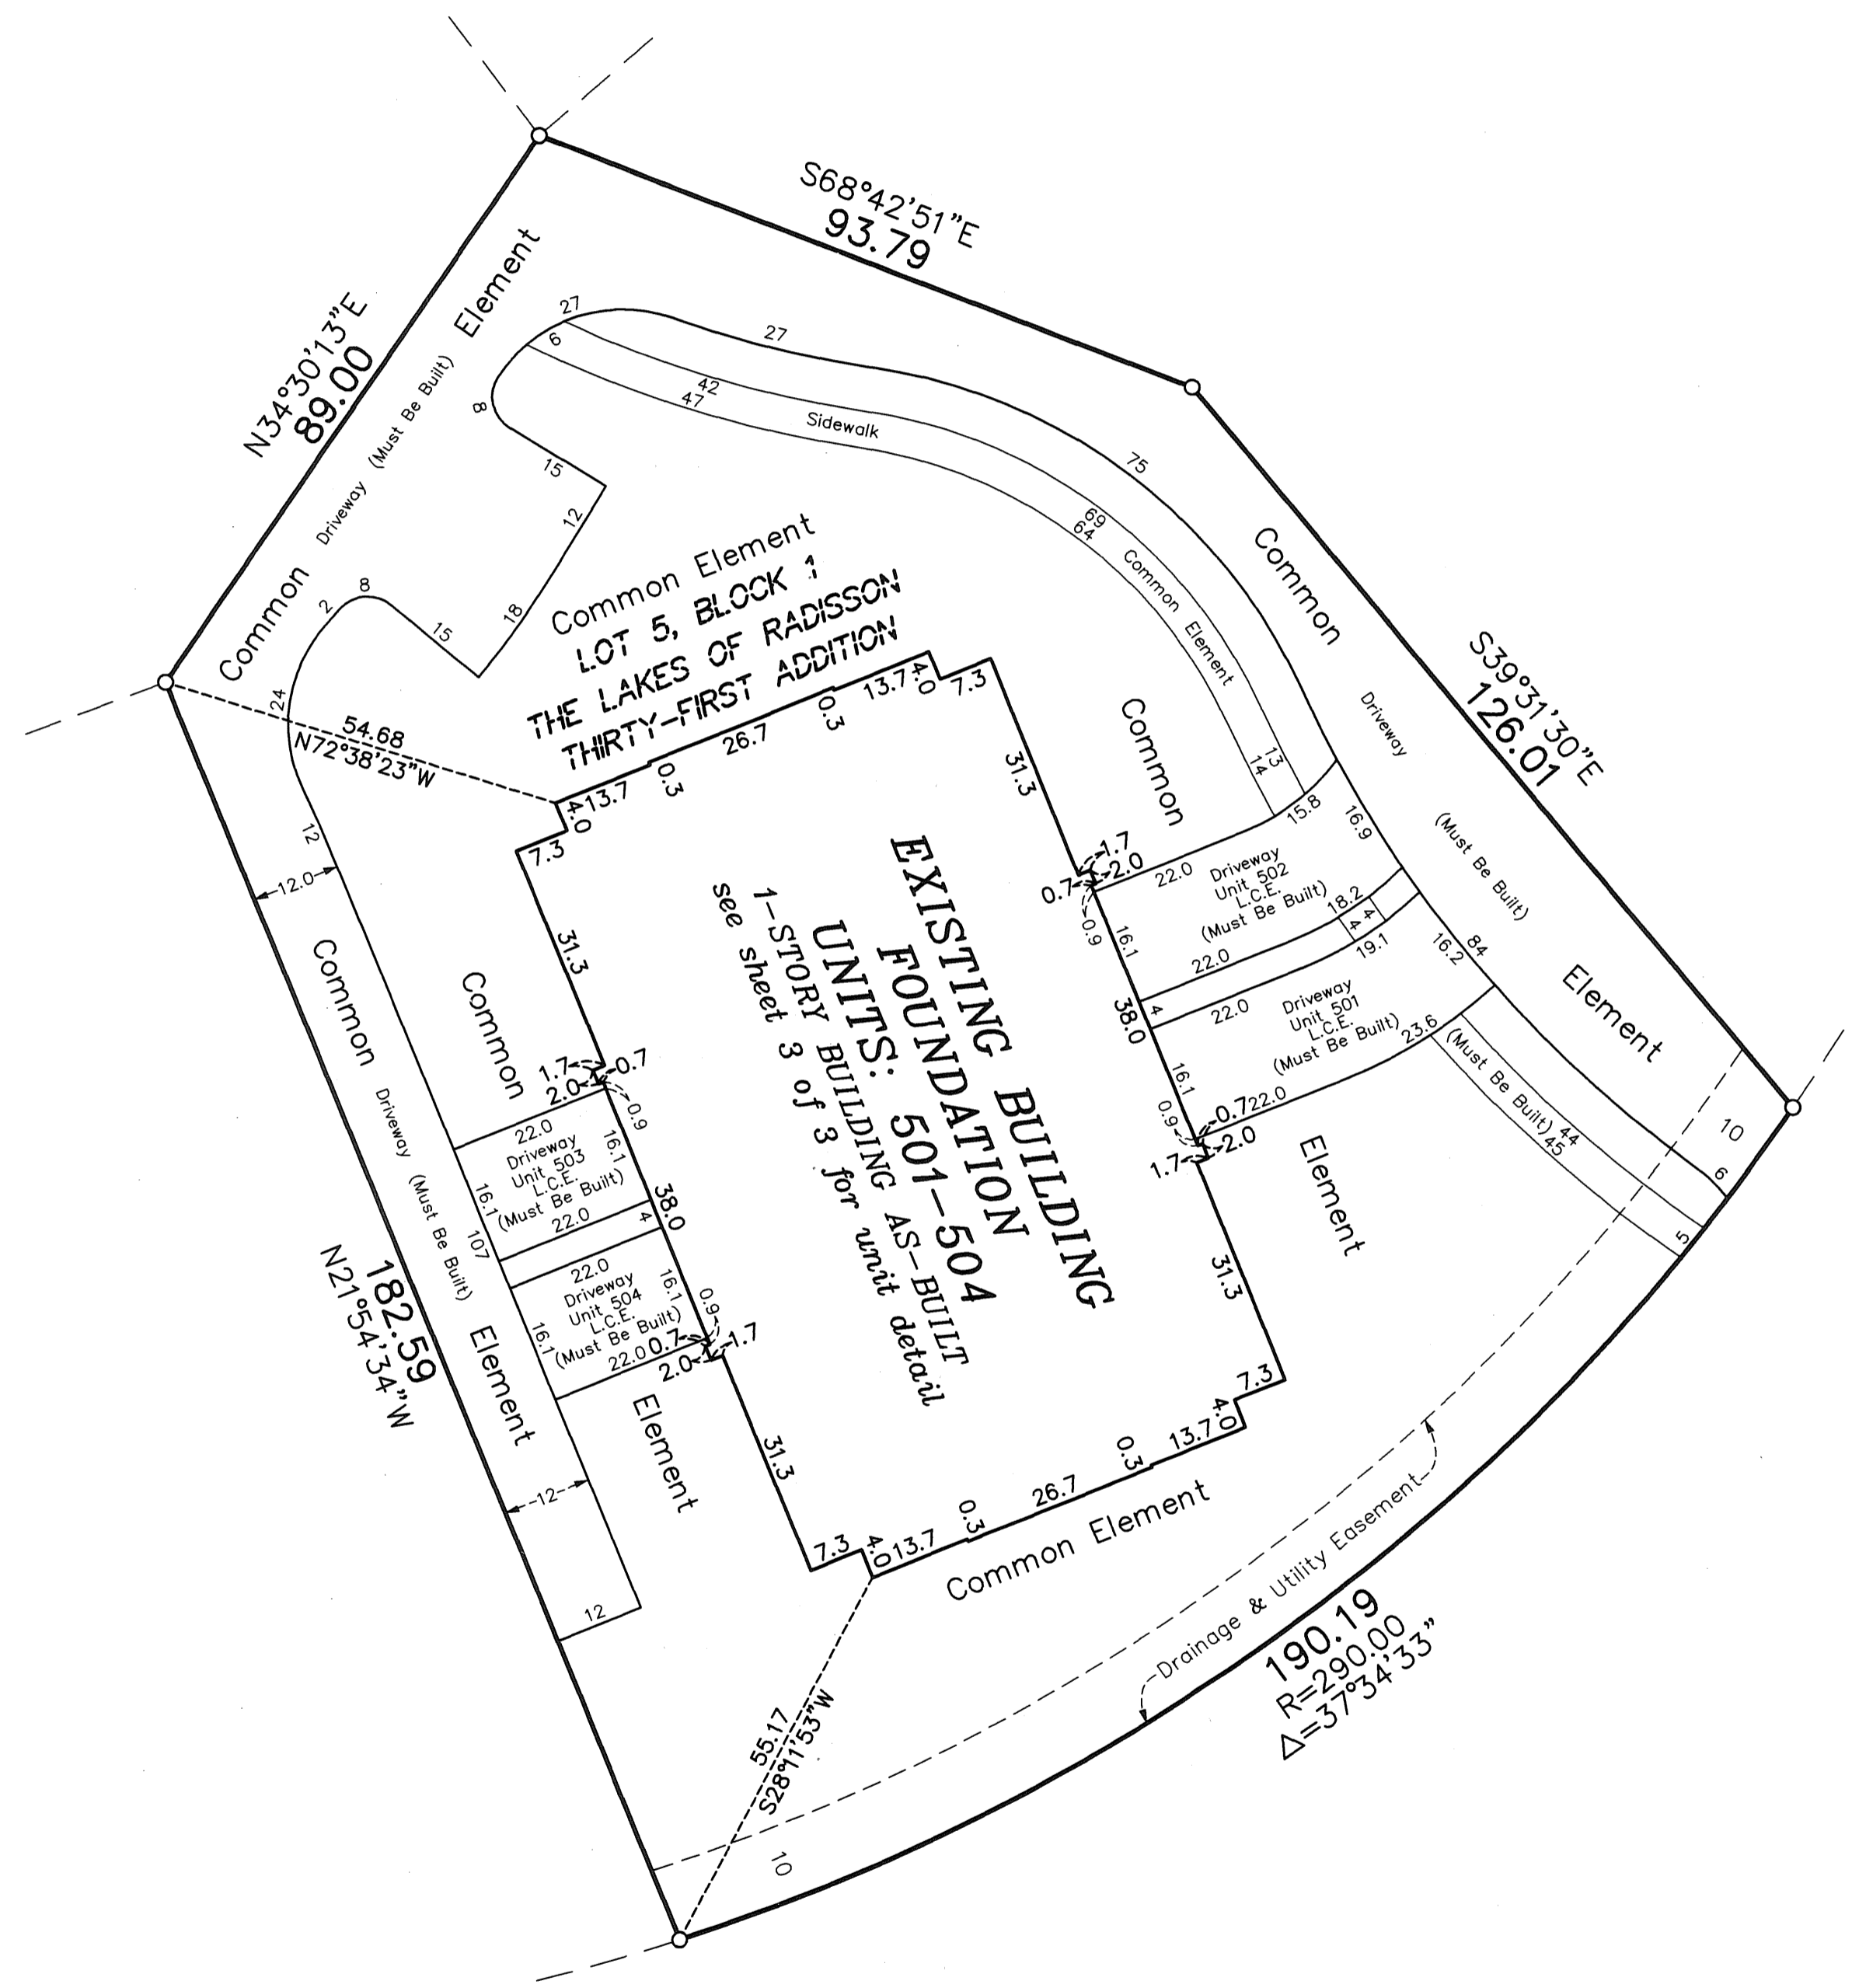 S68°42'51"E
93.79
N34°30'13"E
89.00
Common
Driveway
(Must Be Built)
Element
27
6
27
42
47
Sidewalk
8
15
12
18
15
8
2
24
12
75
69
64
Common
Element
13
14
Common
Driveway
(Must Be Built)
Element
S39°31'30"E
126.01
Common Element
LOT 5, BLOCK 1
THE LAKES OF RADISSON
THIRTY-FIRST ADDITION
54.68
N72°38'23"W
7.3
4.0
13.7
0.3
26.7
0.3
13.7
4.0
7.3
31.3
31.3
Common
Element
1.7
2.0
0.7
0.9
15.8
16.9
22.0
Driveway
Unit 502
L.C.E.
(Must Be Built)
16.1
22.0
18.2
4
4
4
19.1
16.2
84
38.0
22.0
Driveway
Unit 501
L.C.E.
(Must Be Built)
23.6
16.1
0.9
0.7
22.0
2.0
1.7
(Must Be Built)
44
45
10
6
5
EXISTING BUILDING
FOUNDATION
UNITS: 501-504
1-STORY BUILDING AS-BUILT
see sheet 3 of 3 for unit detail
12.0
Common
Driveway
(Must Be Built)
Element
Common
Element
1.7
2.0
0.7
0.9
22.0
Driveway
Unit 503
L.C.E.
(Must Be Built)
16.1
16.1
22.0
4
38.0
107
22.0
Driveway
Unit 504
L.C.E.
(Must Be Built)
16.1
16.1
22.0
0.9
0.7
1.7
2.0
182.59
N21°54'34"W
12
12
31.3
31.3
7.3
4.0
13.7
0.3
26.7
0.3
13.7
4.0
7.3
Common Element
Drainage & Utility Easement
190.19
R=290.00
Δ=37°34'33"
55.17
S28°11'53"W
10